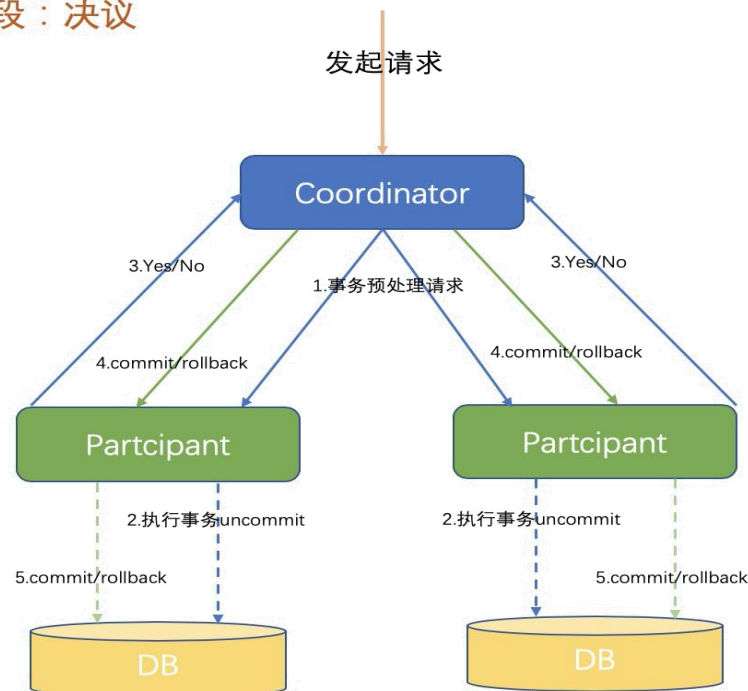 段：决议
发起请求
Coordinator
3.Yes/No
3.Yes/No
1.事务预处理请求
4.commit/rollback
4.commit/rollback
Partcipant
Partcipant
2.执行事务uncommit
2.执行事务uncommit
5.commit/rollback
5.commit/rollback
DB
DB